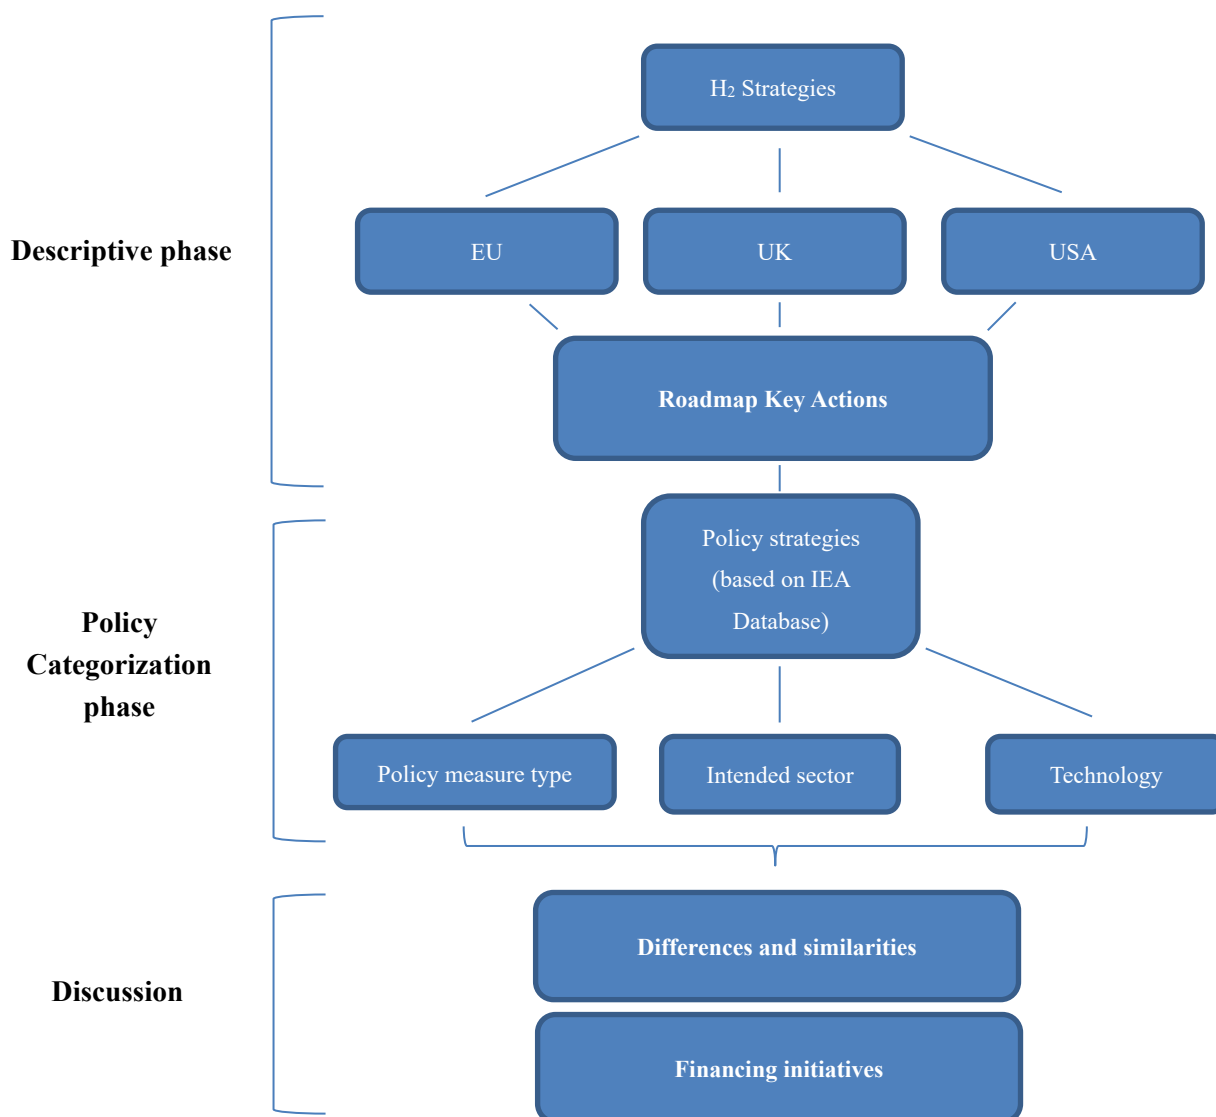 H₂ Strategies
Descriptive phase
EU
UK
USA
Roadmap Key Actions
Policy
Categorization
phase
Policy strategies
(based on IEA
Database)
Policy measure type
Intended sector
Technology
Discussion
Differences and similarities
Financing initiatives